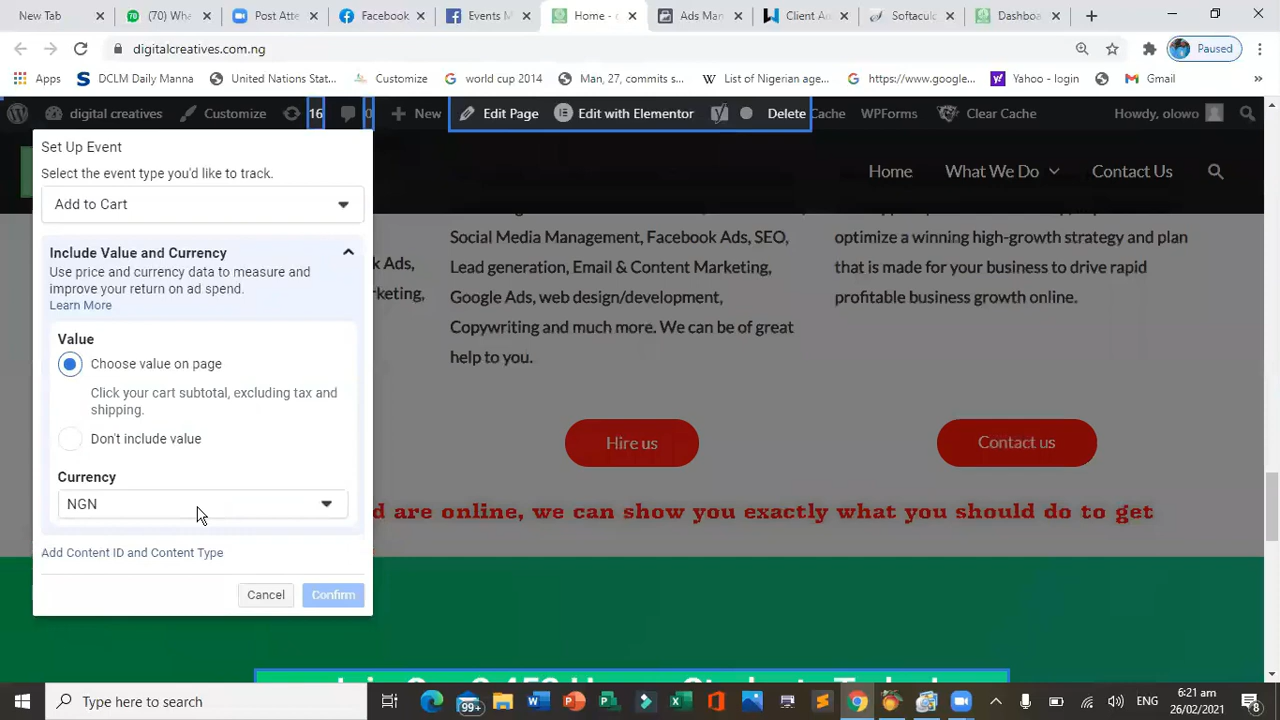 New Tab
(70) Whe
Post Atte
Facebook
Events M
Home - c
Ads Man
Client Ar
Softacul
Dashboa
digitalcreatives.com.ng
Paused
Apps
DCLM Daily Manna
United Nations Stat...
Customize
world cup 2014
Man, 27, commits s...
List of Nigerian age...
https://www.google...
Yahoo - login
Gmail
»
digital creatives
Customize
16
0
New
Edit Page
Edit with Elementor
Delete Cache
WPForms
Clear Cache
Howdy, olowo
Home
What We Do
Contact Us
Set Up Event
Select the event type you'd like to track.
Add to Cart
Include Value and Currency
Use price and currency data to measure and
improve your return on ad spend.
Learn More
Value
Choose value on page
Click your cart subtotal, excluding tax and
shipping.
Don't include value
Currency
NGN
Add Content ID and Content Type
Cancel
Confirm
k Ads,
rketing,
Social Media Management, Facebook Ads, SEO,
Lead generation, Email & Content Marketing,
Google Ads, web design/development,
Copywriting and much more. We can be of great
help to you.
optimize a winning high-growth strategy and plan
that is made for your business to drive rapid
profitable business growth online.
Hire us
Contact us
d are online, we can show you exactly what you should do to get
Type here to search
99+
ENG
6:21 am
26/02/2021
8